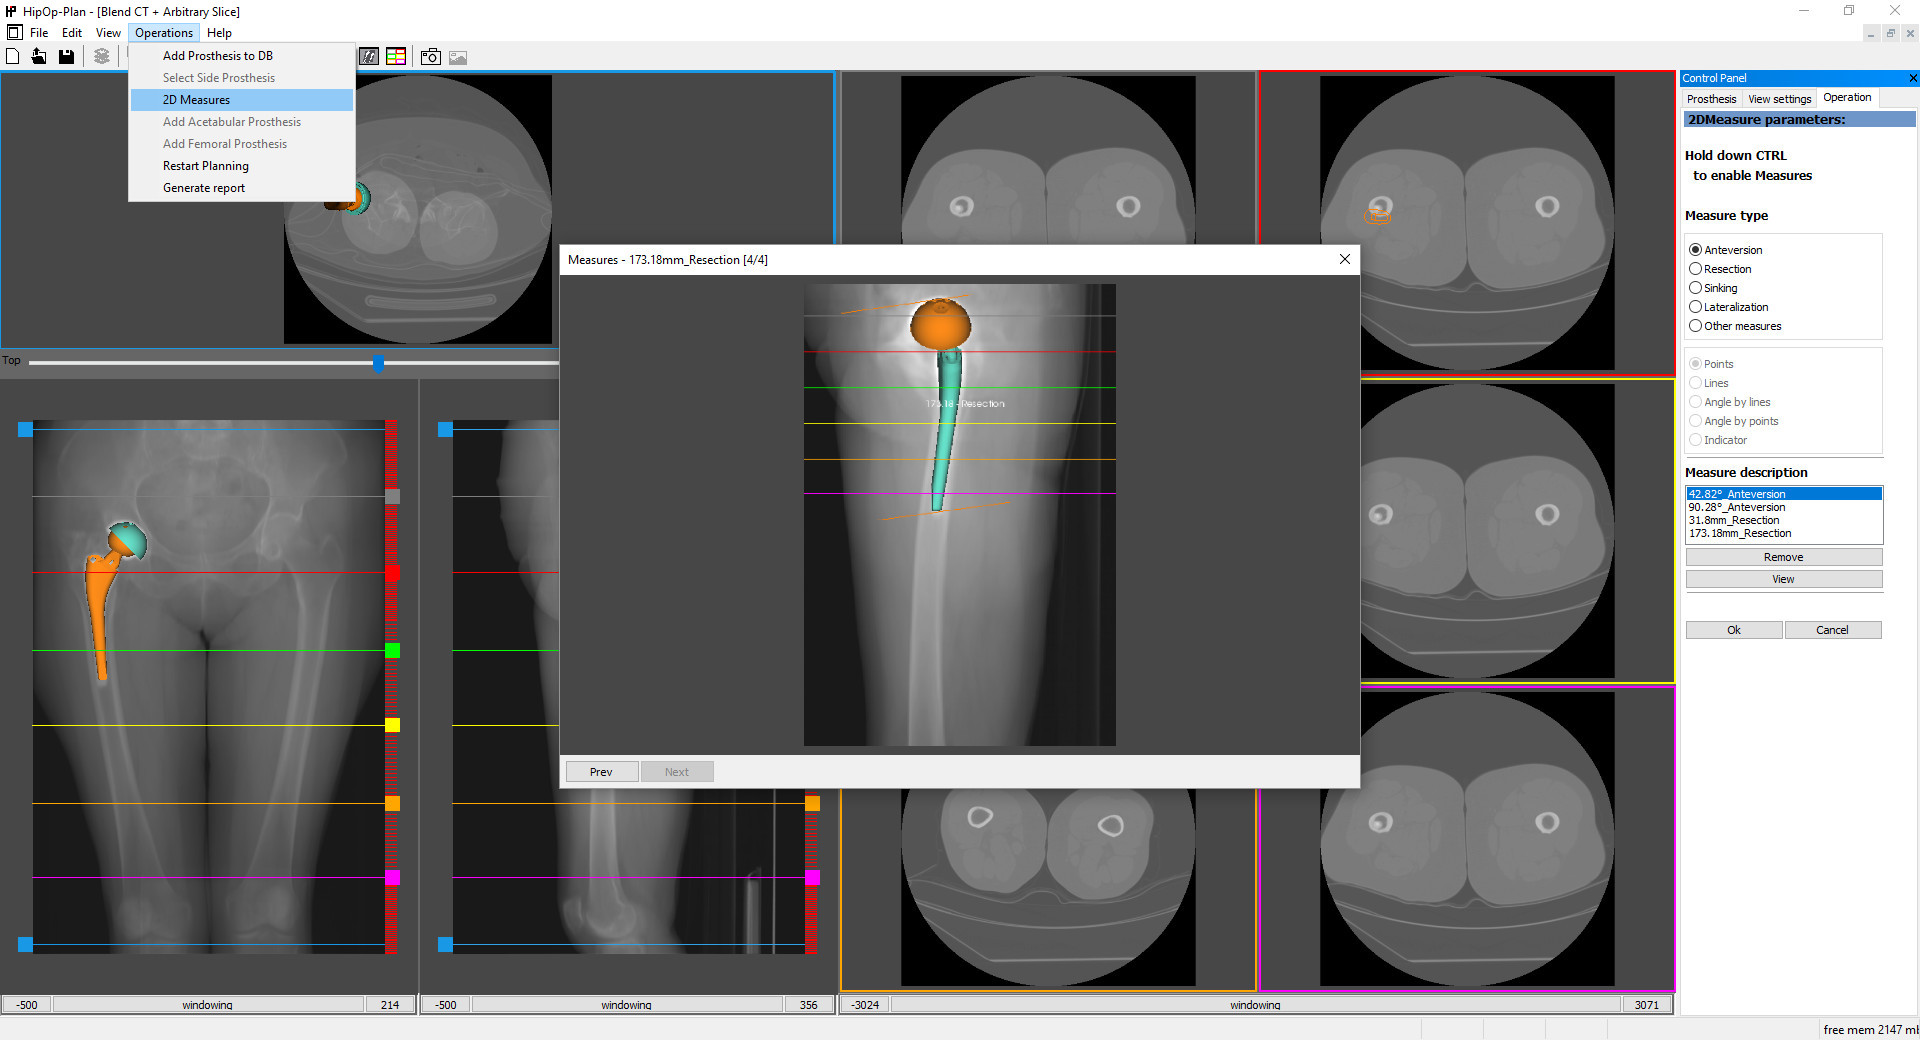 HipOp-Plan - [Blend CT + Arbitrary Slice]
File Edit View Operations Help
Add Prosthesis to DB
Select Side Prosthesis
2D Measures
Add Acetabular Prosthesis
Add Femoral Prosthesis
Restart Planning
Generate report
Top
Measures - 173.18mm_Resection [4/4]
173.18 - Resection
Prev Next
Control Panel
Prosthesis View settings Operation
2DMeasure parameters:
Hold down CTRL
to enable Measures
Measure type
Anteversion
Resection
Sinking
Lateralization
Other measures
Points
Lines
Angle by lines
Angle by points
Indicator
Measure description
42.82°_Anteversion
90.28°_Anteversion
31.8mm_Resection
173.18mm_Resection
Remove
View
Ok Cancel
-500 windowing 214 -500 windowing 356 -3024 windowing 3071
free mem 2147 mb